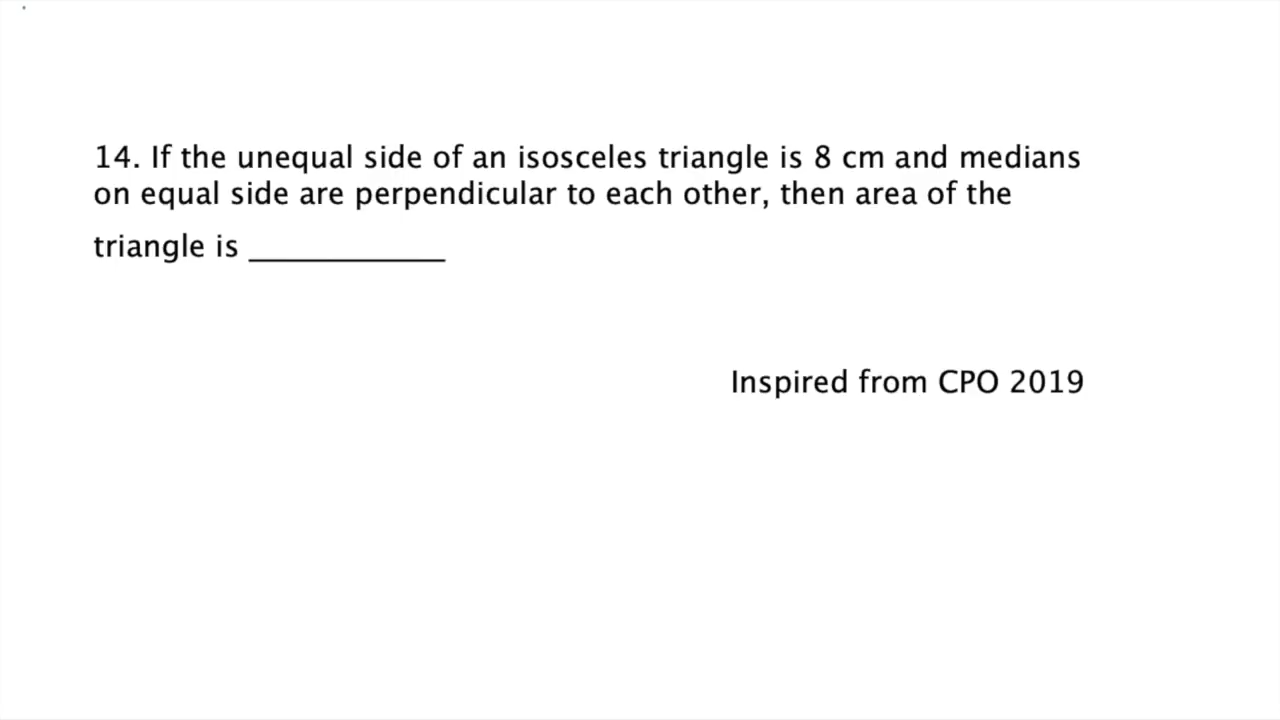 14. If the unequal side of an isosceles triangle is 8 cm and medians
on equal side are perpendicular to each other, then area of the
triangle is ____________
Inspired from CPO 2019